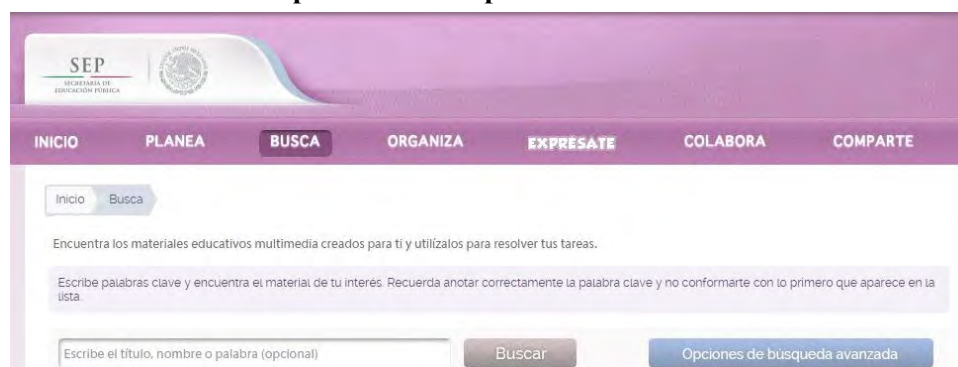 SEP
SECRETARÍA DE
EDUCACIÓN PÚBLICA
INICIO PLANEA BUSCA ORGANIZA EXPRÉSATE COLABORA COMPARTE
Inicio Busca
Encuentra los materiales educativos multimedia creados para ti y utilízalos para resolver tus tareas.
Escribe palabras clave y encuentra el material de tu interés. Recuerda anotar correctamente la palabra clave y no conformarte con lo primero que aparece en la
lista.
Escribe el título, nombre o palabra (opcional) Buscar Opciones de búsqueda avanzada